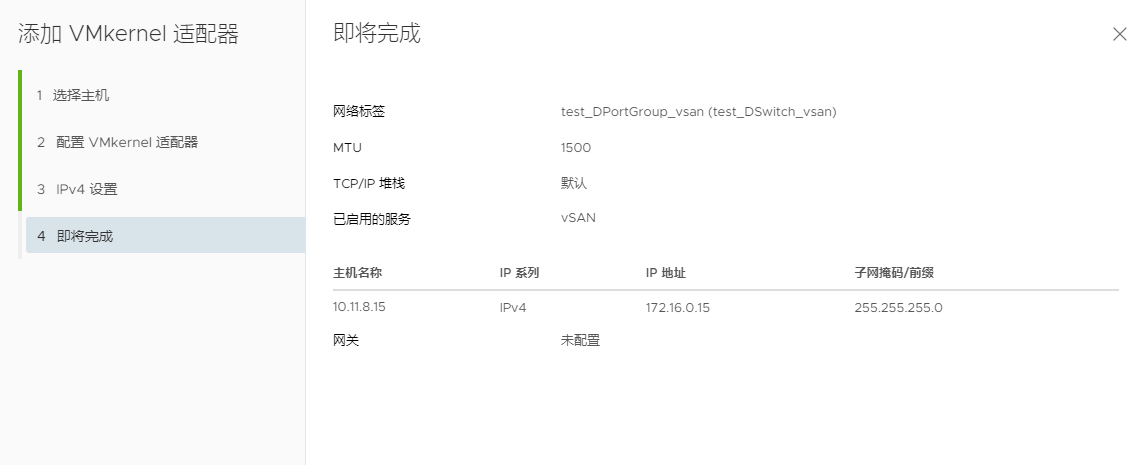 添加 VMkernel 适配器
1 选择主机
2 配置 VMkernel 适配器
3 IPv4 设置
4 即将完成
即将完成
网络标签 test_DPortGroup_vsan (test_DSwitch_vsan)
MTU 1500
TCP/IP 堆栈 默认
已启用的服务 vSAN
主机名称 IP 系列 IP 地址 子网掩码/前缀
10.11.8.15 IPv4 172.16.0.15 255.255.255.0
网关 未配置